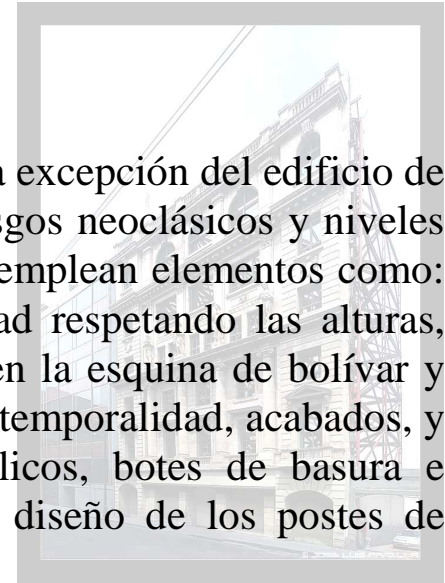 a excepción del edificio de
sgos neoclásicos y niveles
emplean elementos como:
ad respetando las alturas,
en la esquina de bolívar y
temporalidad, acabados, y
licos, botes de basura e
diseño de los postes de